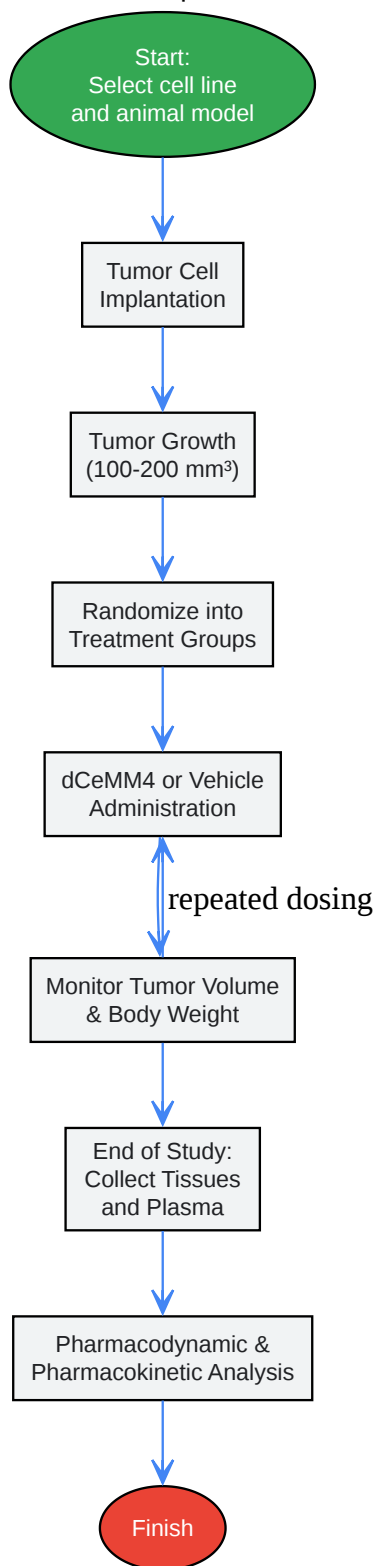 Start:
Select cell line
and animal model
Tumor Cell
Implantation
Tumor Growth
(100-200 mm³)
Randomize into
Treatment Groups
dCeMM4 or Vehicle
Administration
repeated dosing
Monitor Tumor Volume
& Body Weight
End of Study:
Collect Tissues
and Plasma
Pharmacodynamic &
Pharmacokinetic Analysis
Finish